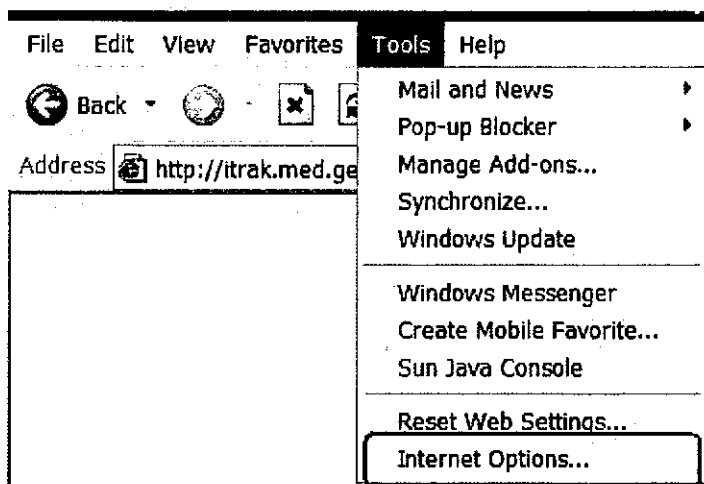 File Edit View Favorites Tools Help
Back
Address http://itrak.med.ge
Mail and News
Pop-up Blocker
Manage Add-ons...
Synchronize...
Windows Update
Windows Messenger
Create Mobile Favorite...
Sun Java Console
Reset Web Settings...
Internet Options...